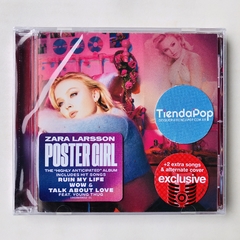 TiendaPop
ZARA LARSSON
POSTER GIRL
THE "HIGHLY ANTICIPATED" ALBUM
INCLUDES HIT SONGS
RUIN MY LIFE
WOW &
TALK ABOUT LOVE
FEAT. YOUNG THUG
+2 extra songs
& alternate cover
exclusive